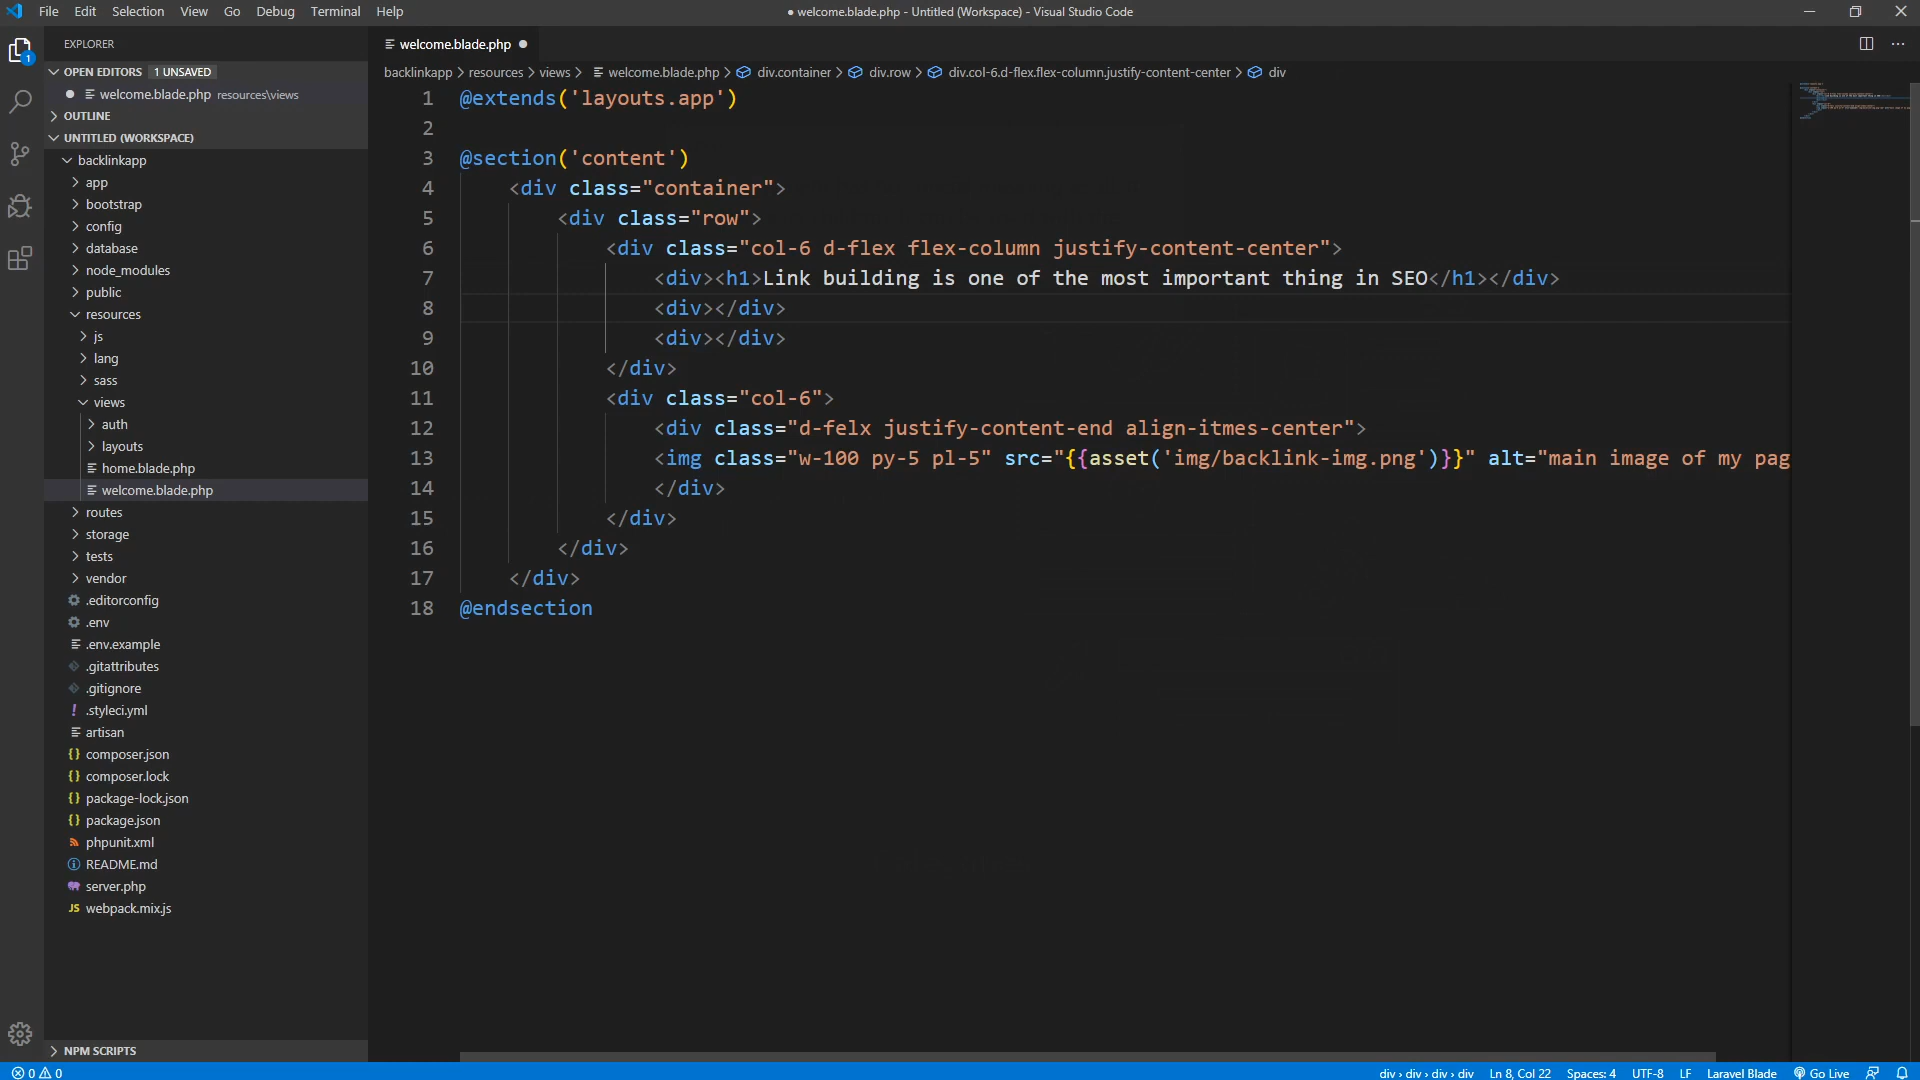 File Edit Selection View Go Debug Terminal Help
● welcome.blade.php - Untitled (Workspace) - Visual Studio Code
1
EXPLORER
OPEN EDITORS 1 UNSAVED
welcome.blade.php resources\views
OUTLINE
UNTITLED (WORKSPACE)
backlinkapp
app
bootstrap
config
database
node_modules
public
resources
js
lang
sass
views
auth
layouts
home.blade.php
welcome.blade.php
routes
storage
tests
vendor
.editorconfig
.env
.env.example
.gitattributes
.gitignore
.styleci.yml
artisan
composer.json
composer.lock
package-lock.json
package.json
phpunit.xml
README.md
server.php
JS webpack.mix.js
NPM SCRIPTS
welcome.blade.php
backlinkapp > resources > views > welcome.blade.php > div.container > div.row > div.col-6.d-flex.flex-column.justify-content-center > div
1 @extends('layouts.app')
2
3 @section('content')
4 <div class="container">
5 <div class="row">
6 <div class="col-6 d-flex flex-column justify-content-center">
7 <div><h1>Link building is one of the most important thing in SEO</h1></div>
8 <div></div>
9 <div></div>
10 </div>
11 <div class="col-6">
12 <div class="d-felx justify-content-end align-itmes-center">
13 <img class="w-100 py-5 pl-5" src="{{asset('img/backlink-img.png')}}" alt="main image of my pag
14 </div>
15 </div>
16 </div>
17 </div>
18 @endsection
0 0 div › div › div › div Ln 8, Col 22 Spaces: 4 UTF-8 LF Laravel Blade Go Live